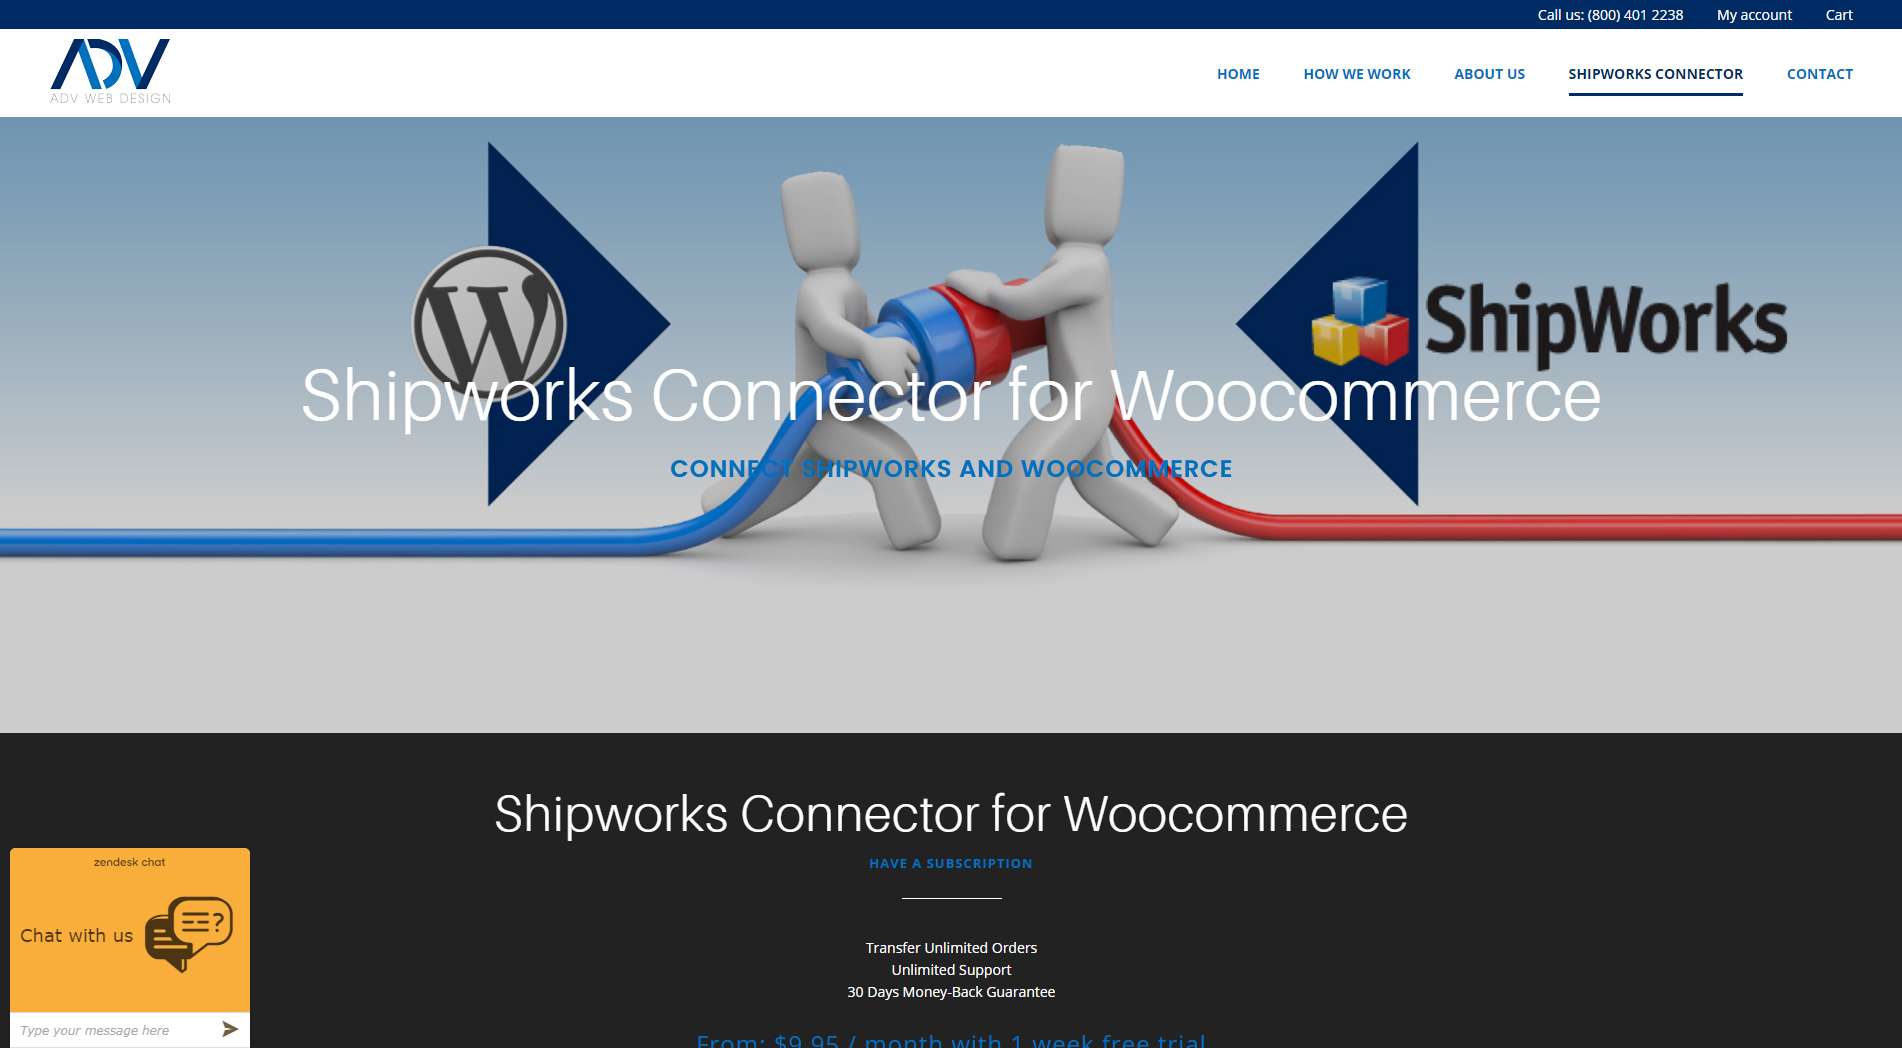 Call us: (800) 401 2238 My account Cart
ADV WEB DESIGN
HOME HOW WE WORK ABOUT US SHIPWORKS CONNECTOR CONTACT
W
ShipWorks
Shipworks Connector for Woocommerce
CONNECT SHIPWORKS AND WOOCOMMERCE
Shipworks Connector for Woocommerce
HAVE A SUBSCRIPTION
Transfer Unlimited Orders
Unlimited Support
30 Days Money-Back Guarantee
From: $9.95 / month with 1 week free trial
zendesk chat
Chat with us
Type your message here